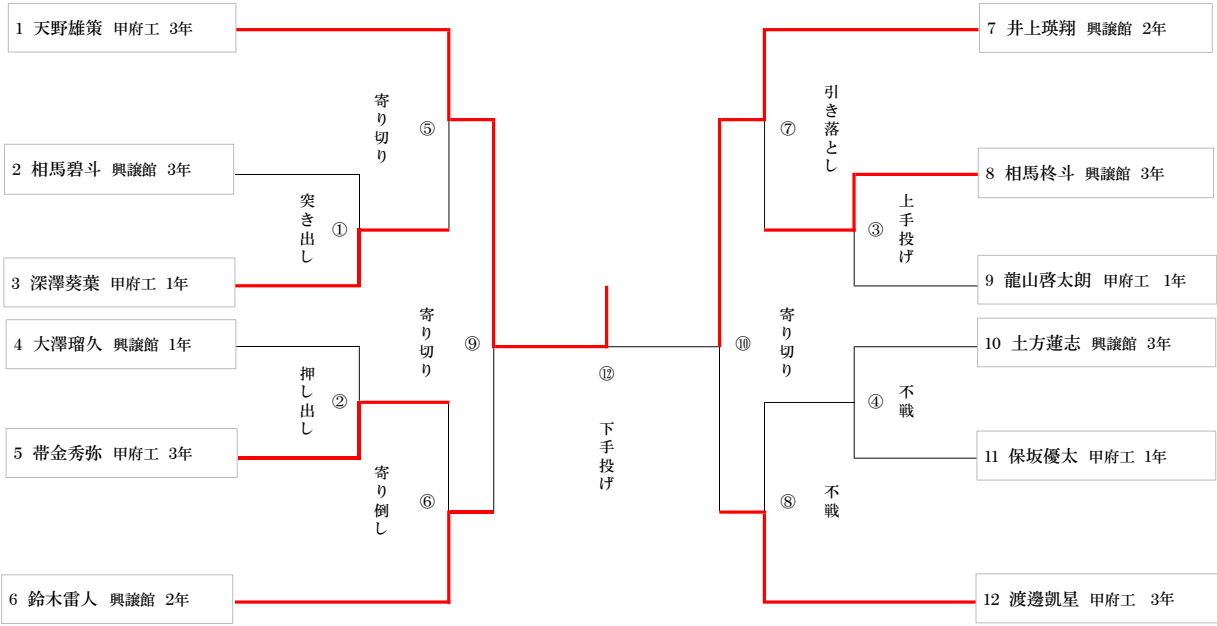 1 天野雄策 甲府工 3年
寄り切り
⑤
2 相馬碧斗 興譲館 3年
突き出し
①
3 深澤葵葉 甲府工 1年
4 大澤瑠久 興譲館 1年
押し出し
②
5 帯金秀弥 甲府工 3年
寄り倒し
⑥
6 鈴木雷人 興譲館 2年
寄り切り
⑨
⑫
下手投げ
⑩
寄り切り
7 井上瑛翔 興譲館 2年
⑦
引き落とし
8 相馬柊斗 興譲館 3年
③
上手投げ
9 龍山啓太朗 甲府工 1年
10 土方蓮志 興譲館 3年
④
不戦
11 保坂優太 甲府工 1年
⑧
不戦
12 渡邊凱星 甲府工 3年